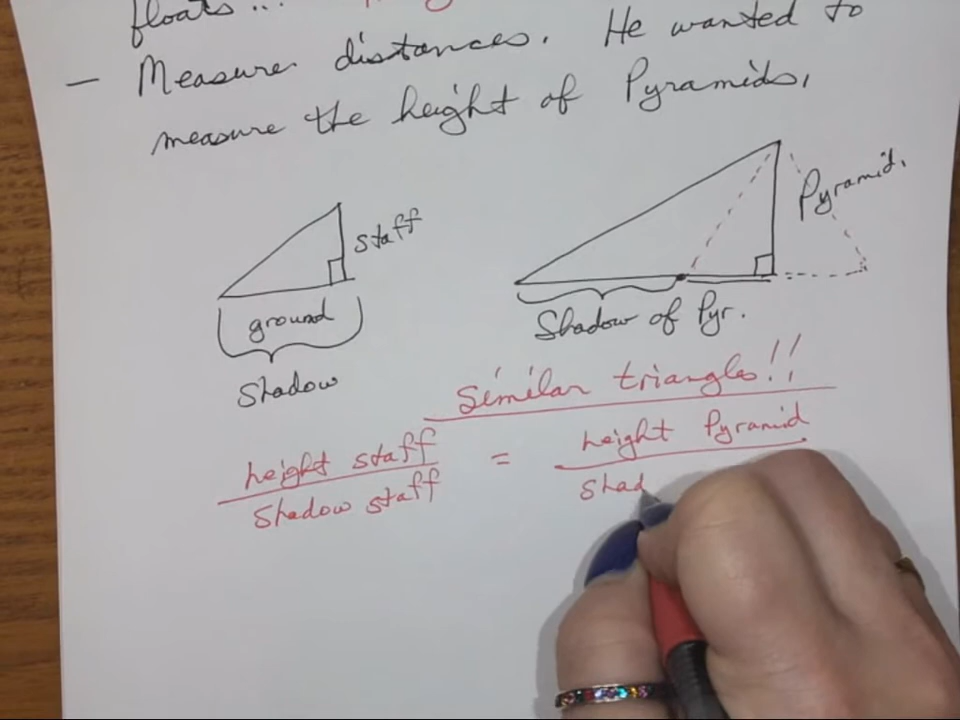 floats...
- Measure distances. He wanted to
measure the height of Pyramids.
Staff
Pyramid.
ground
Shadow of Pyr.
Shadow
Similar triangles!!
height staff = height Pyramid
Shadow staff Shad